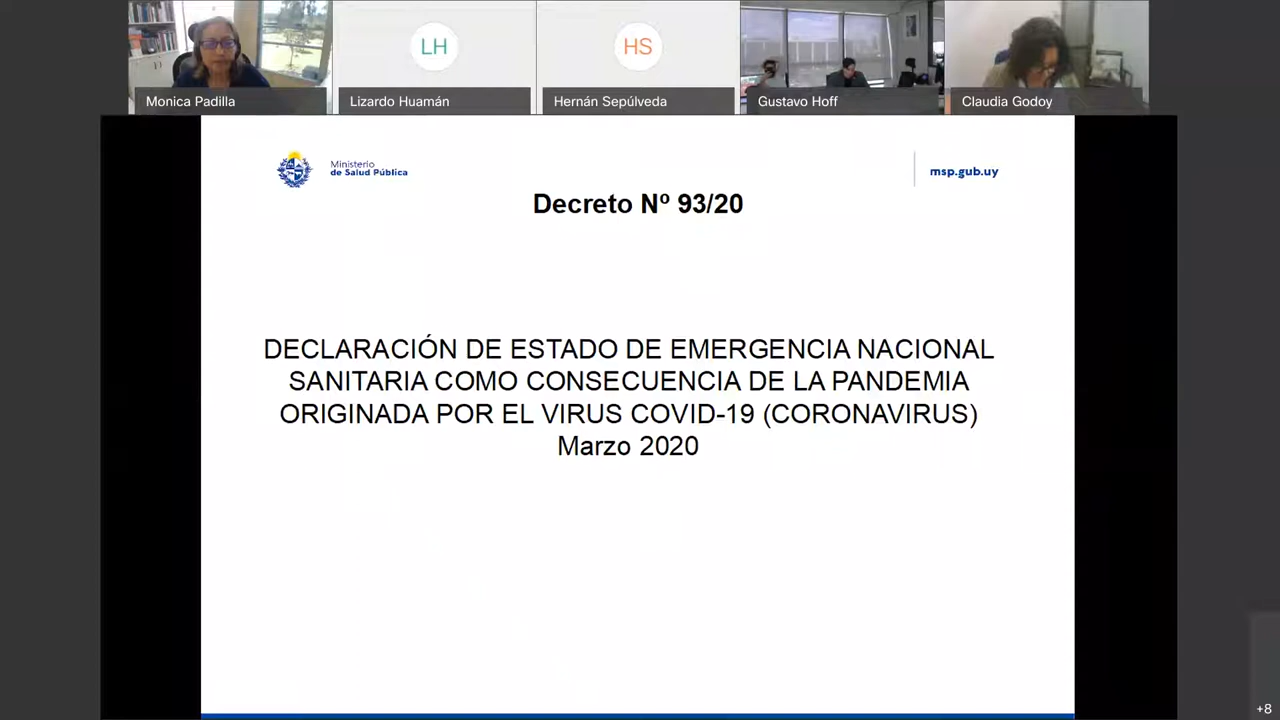 LH
HS
Monica Padilla
Lizardo Huamán
Hernán Sepúlveda
Gustavo Hoff
Claudia Godoy
Ministerio
de Salud Pública
msp.gub.uy
Decreto Nº 93/20
DECLARACIÓN DE ESTADO DE EMERGENCIA NACIONAL
SANITARIA COMO CONSECUENCIA DE LA PANDEMIA
ORIGINADA POR EL VIRUS COVID-19 (CORONAVIRUS)
Marzo 2020
+8